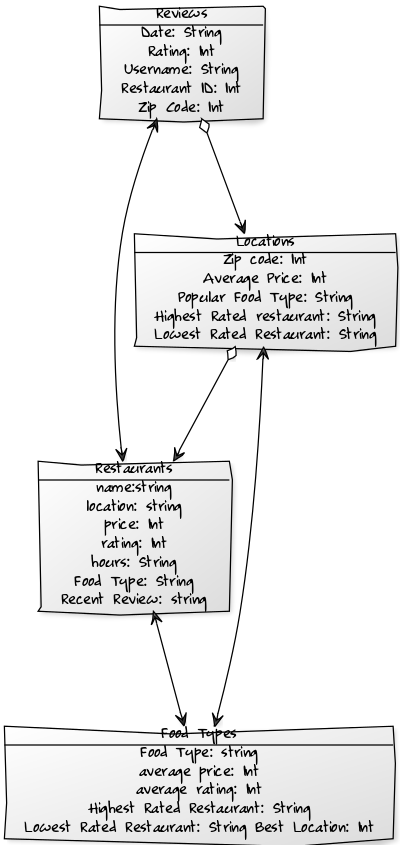 Reviews
Date: String
Rating: Int
Username: String
Restaurant ID: Int
Zip Code: Int
Locations
Zip code: Int
Average Price: Int
Popular Food Type: String
Highest Rated restaurant: String
Lowest Rated Restaurant: String
Restaurants
name:string
location: string
price: Int
rating: Int
hours: String
Food Type: String
Recent Review: string
Food Types
Food Type: string
average price: Int
average rating: Int
Highest Rated Restaurant: String
Lowest Rated Restaurant: String Best Location: Int